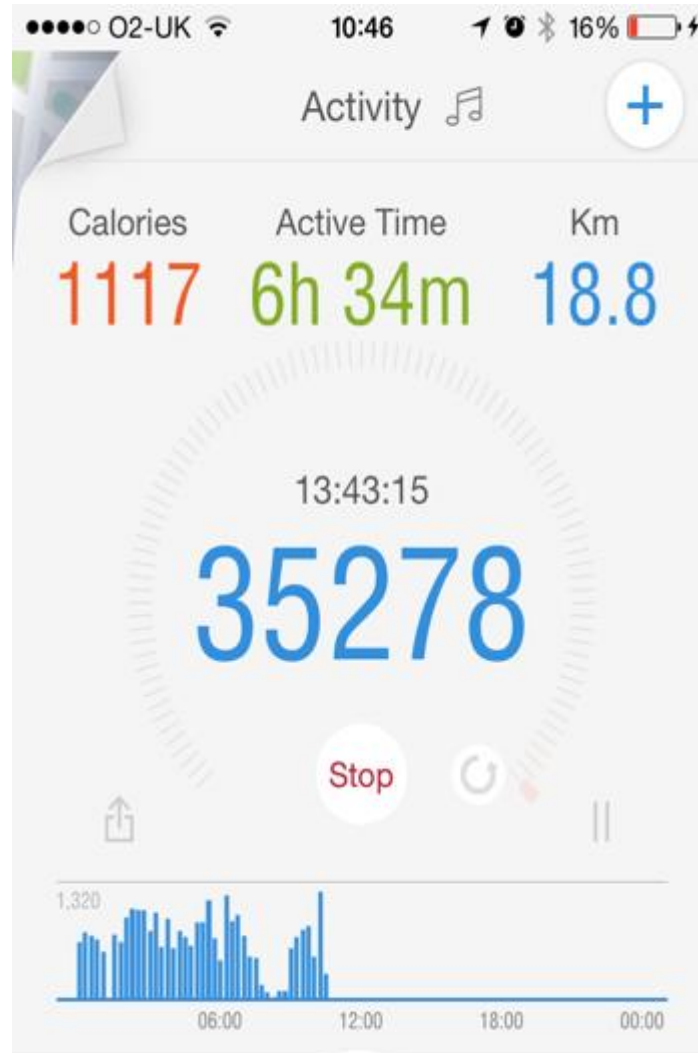 O2-UK 10:46 16%
Activity
Calories Active Time Km
1117 6h 34m 18.8
13:43:15
35278
Stop
1,320
06:00 12:00 18:00 00:00